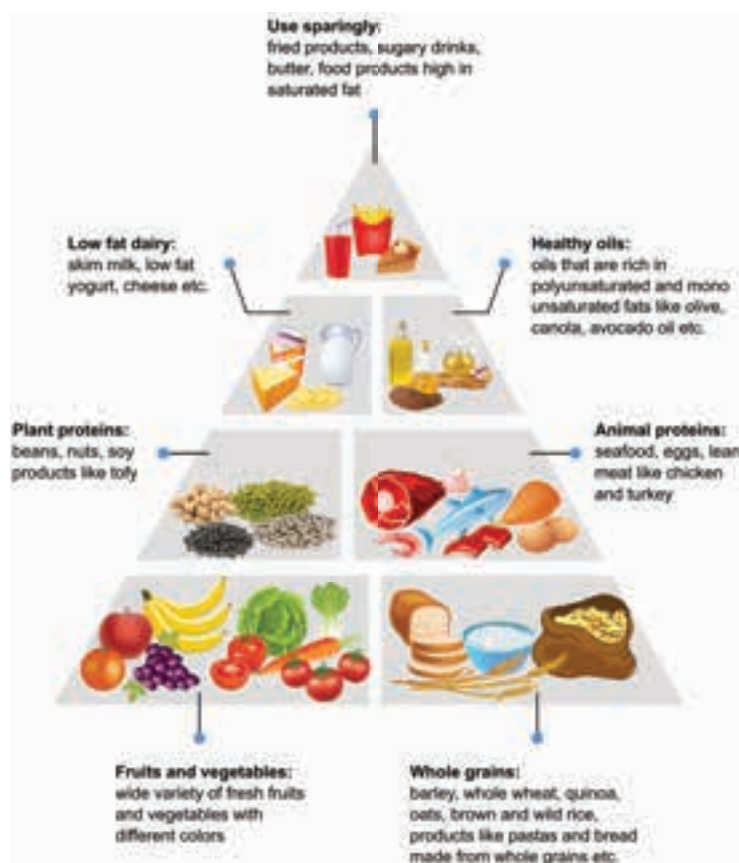 Use sparingly:
fried products, sugary drinks,
butter, food products high in
saturated fat
Low fat dairy:
skim milk, low fat
yogurt, cheese etc.
Healthy oils:
oils that are rich in
polyunsaturated and mono
unsaturated fats like olive,
canola, avocado oil etc.
Plant proteins:
beans, nuts, soy
products like tofy
Animal proteins:
seafood, eggs, lean
meat like chicken
and turkey
Fruits and vegetables:
wide variety of fresh fruits
and vegetables with
different colors
Whole grains:
barley, whole wheat, quinoa,
oats, brown and wild rice,
products like pastas and bread
made from whole grains etc.